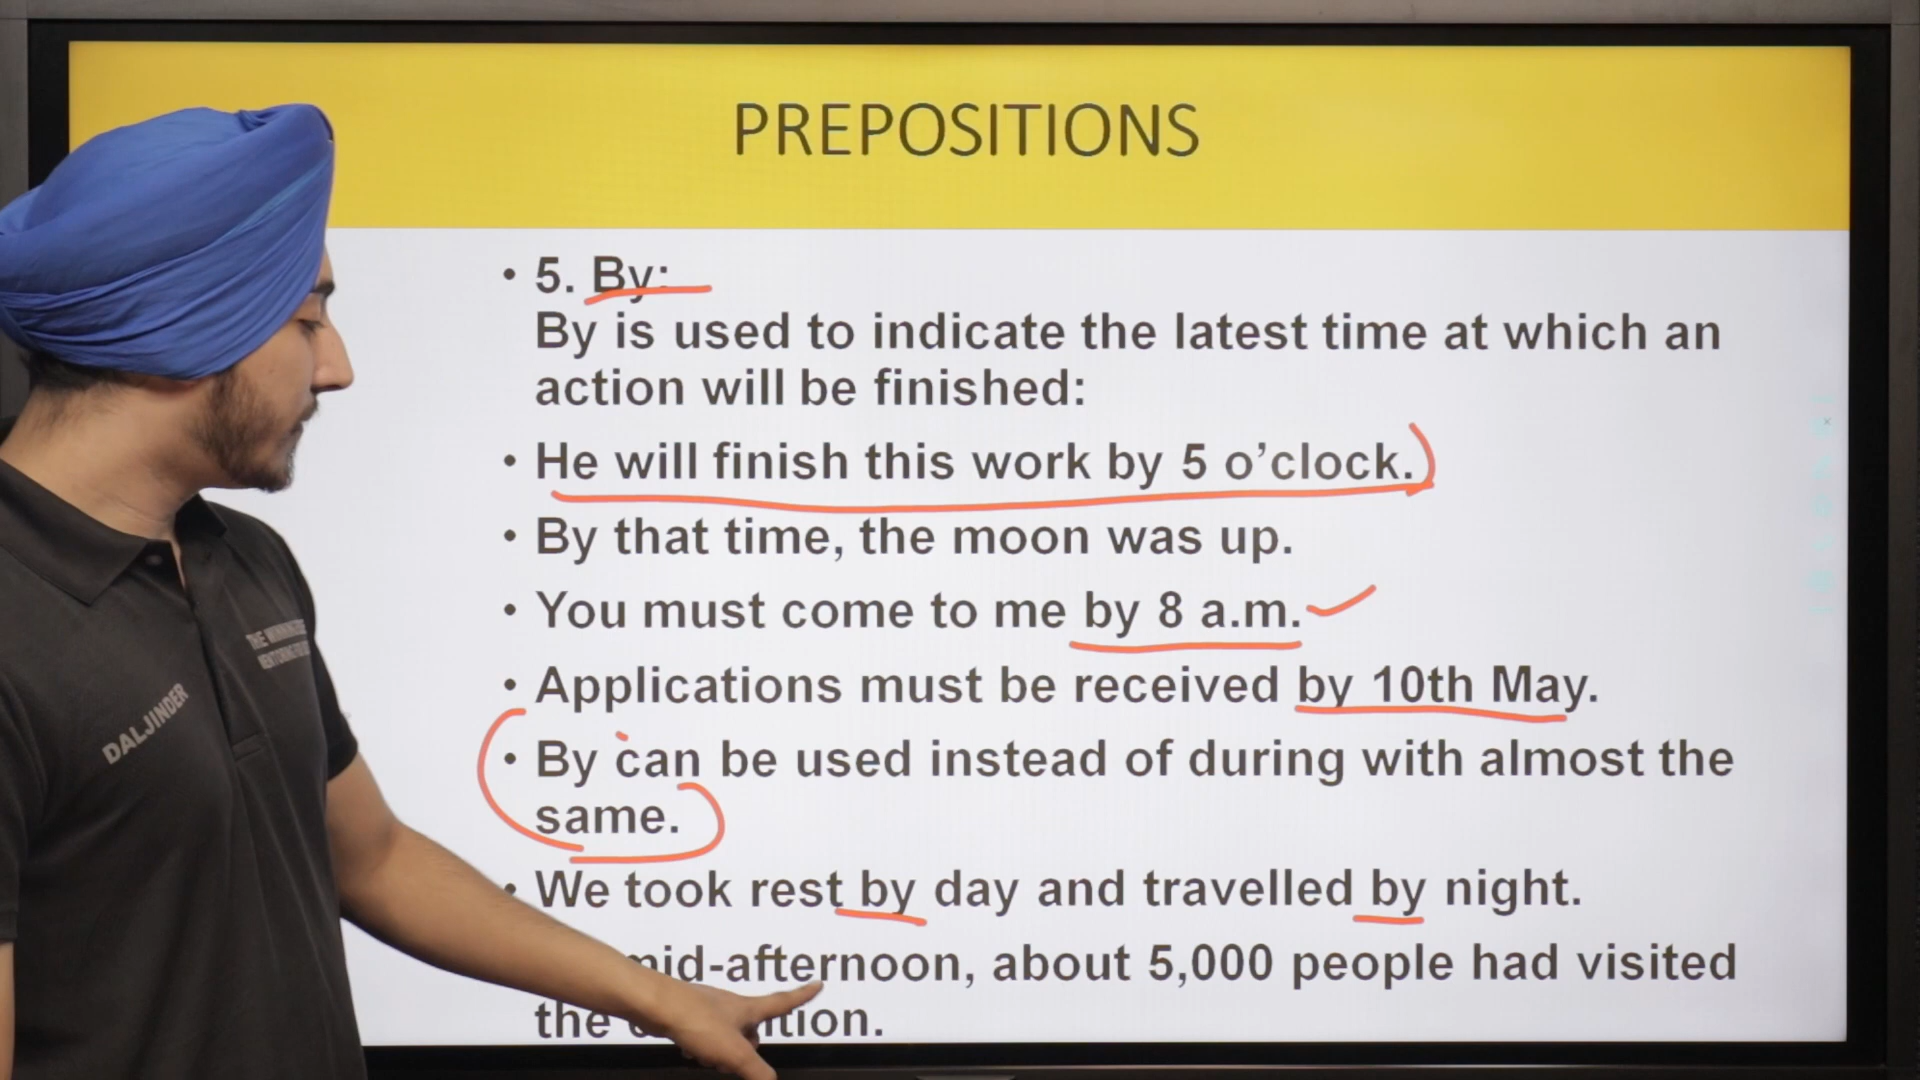 PREPOSITIONS
• 5. By:
By is used to indicate the latest time at which an
action will be finished:
• He will finish this work by 5 o’clock.
• By that time, the moon was up.
• You must come to me by 8 a.m.
• Applications must be received by 10th May.
• By can be used instead of during with almost the
same.
• We took rest by day and travelled by night.
mid-afternoon, about 5,000 people had visited
the
DALJINDER